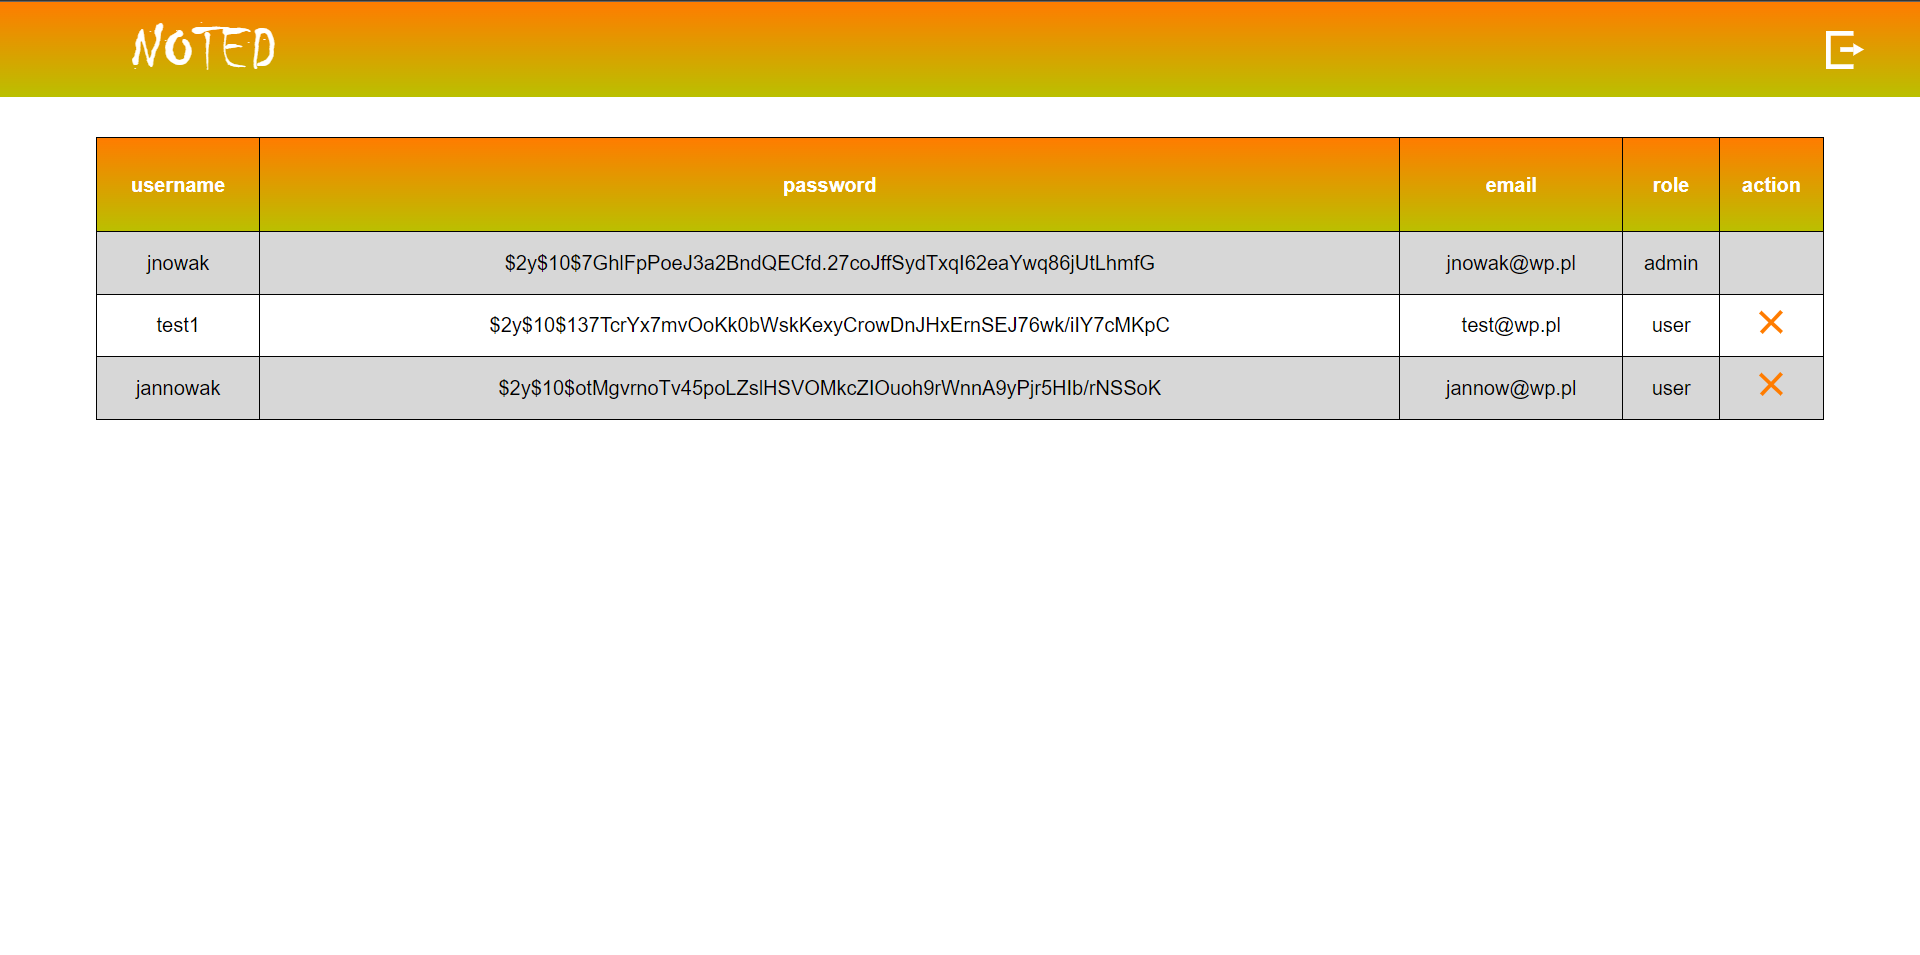 NOTED
username password email role action
jnowak $2y$10$7GhlFpPoeJ3a2BndQECfd.27coJffSydTxqI62eaYwq86jUtLhmfG jnowak@wp.pl admin
test1 $2y$10$137TcrYx7mvOoKk0bWskKexyCrowDnJHxErnSEJ76wk/iIY7cMKpC test@wp.pl user
jannowak $2y$10$otMgvrnoTv45poLZslHSVOMkcZIOuoh9rWnnA9yPjr5HIb/rNSSoK jannow@wp.pl user